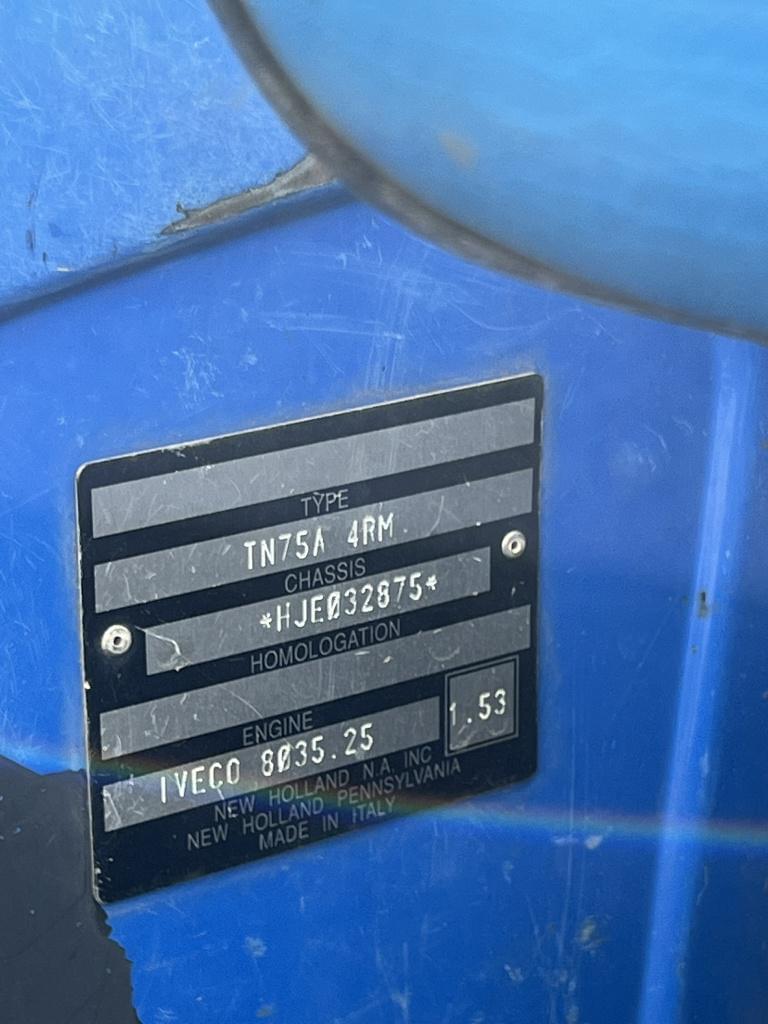 TYPE
TN75A 4RM
CHASSIS
*HJE032875*
HOMOLOGATION
ENGINE
1.53
IVECO 8035.25
NEW HOLLAND N.A. INC
NEW HOLLAND PENNSYLVANIA
MADE IN ITALY